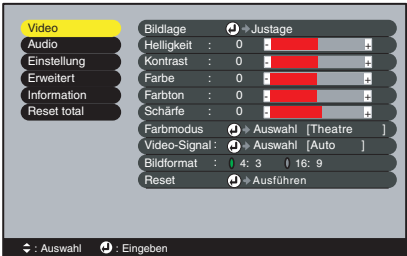 Video
Audio
Einstellung
Erweitert
Information
Reset total
Bildlage Justage
Helligkeit : 0 - +
Kontrast : 0 - +
Farbe : 0 - +
Farbton : 0 - +
Schärfe : 0 - +
Farbmodus Auswahl [Theatre ]
Video-Signal : Auswahl [Auto ]
Bildformat : 4: 3 16: 9
Reset Ausführen
: Auswahl : Eingeben